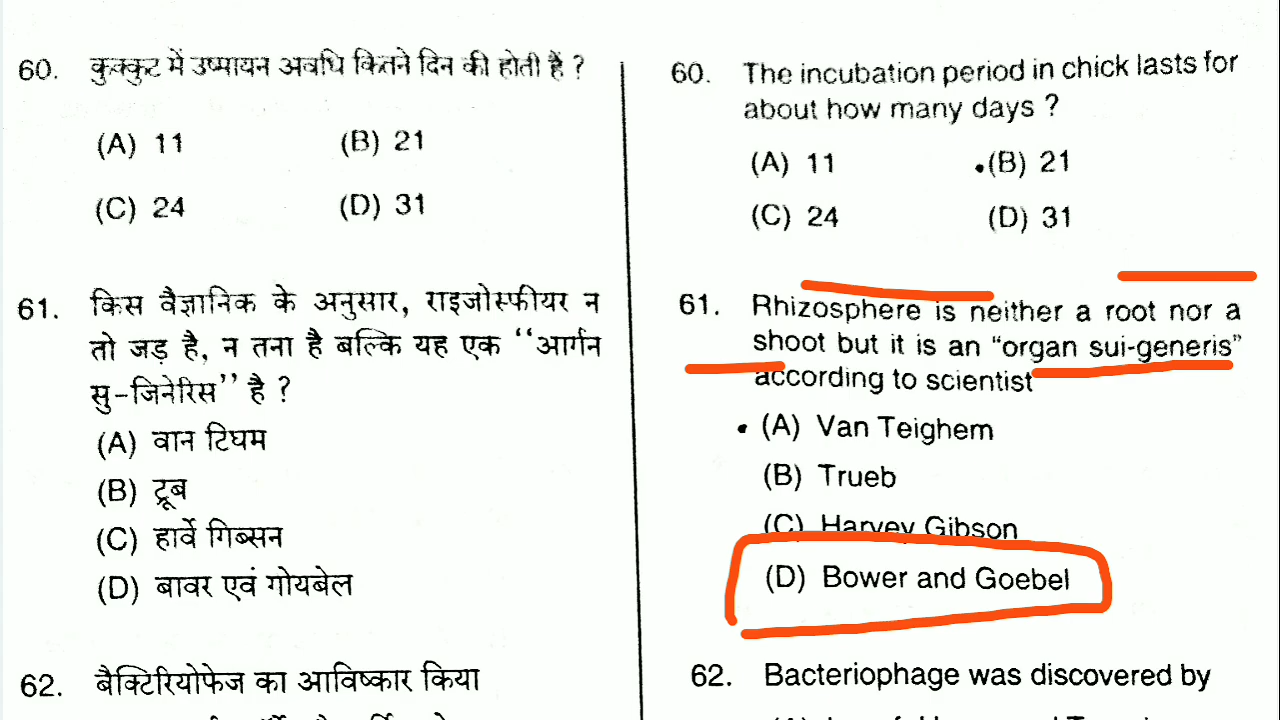 60. कुक्कुट में उष्मायन अवधि कितने दिन की होती है ?
(A) 11 (B) 21
(C) 24 (D) 31
61. किस वैज्ञानिक के अनुसार, राइजोस्फीयर न
तो जड़ है, न तना है बल्कि यह एक ‘‘आर्गन
सु-जिनेरिस’’ है ?
(A) वान टिघम
(B) ट्रूब
(C) हार्वे गिब्सन
(D) बावर एवं गोयबेल
62. बैक्टिरियोफेज का आविष्कार किया
60. The incubation period in chick lasts for
about how many days ?
(A) 11 (B) 21
(C) 24 (D) 31
61. Rhizosphere is neither a root nor a
shoot but it is an “organ sui-generis”
according to scientist
(A) Van Teighem
(B) Trueb
(C) Harvey Gibson
(D) Bower and Goebel
62. Bacteriophage was discovered by